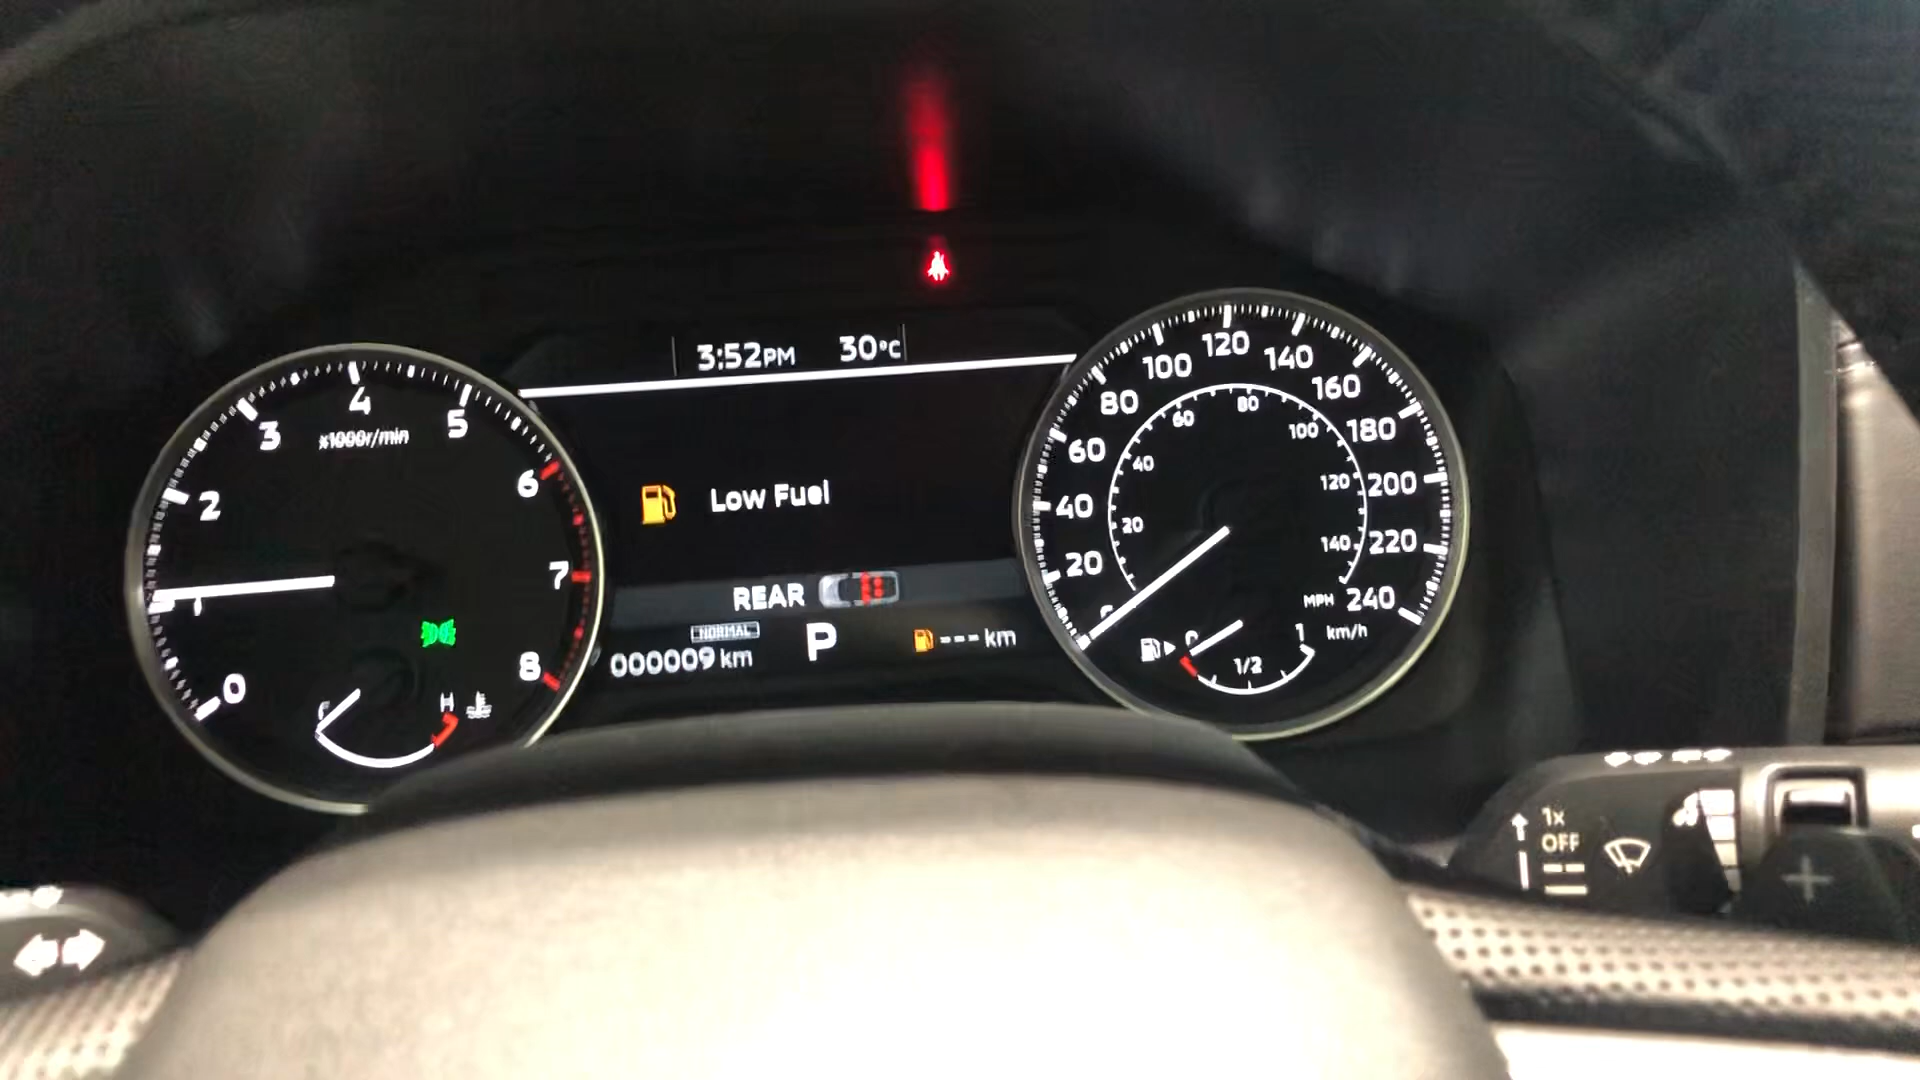 3:52PM 30°C
0
1
2
3
4
5
6
7
8
x1000r/min
H
Low Fuel
REAR
NORMAL
P
--- km
000009 km
20
40
60
80
100
120
140
160
180
200
220
240
km/h
20
40
60
80
100
120
140
MPH
0
1/2
1
1x
OFF